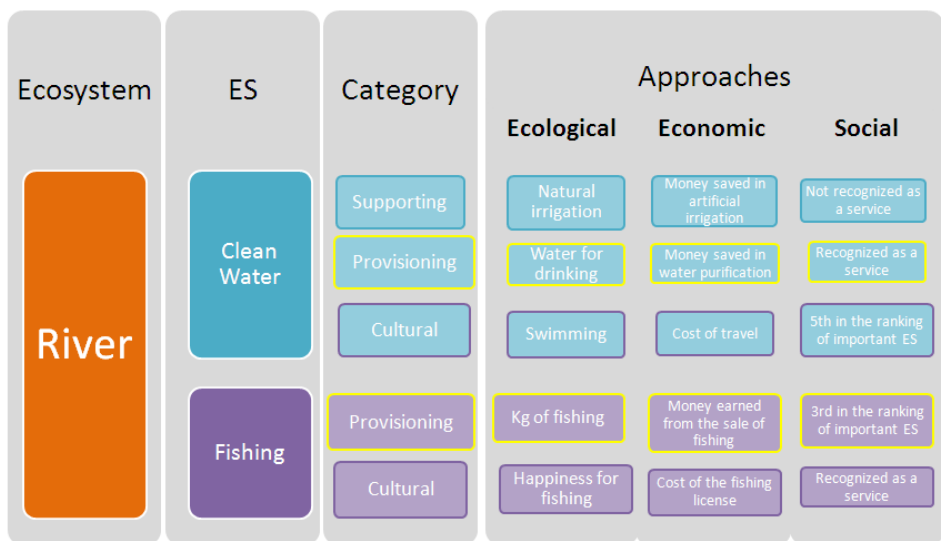 Ecosystem
ES
Category
Approaches
Ecological
Economic
Social
River
Clean
Water
Supporting
Natural
irrigation
Money saved in
artificial
irrigation
Not recognized as
a service
Provisioning
Water for
drinking
Money saved in
water purification
Recognized as a
service
Cultural
Swimming
Cost of travel
5th in the ranking
of important ES
Fishing
Provisioning
Kg of fishing
Money earned
from the sale of
fishing
3rd in the ranking
of important ES
Cultural
Happiness for
fishing
Cost of the fishing
license
Recognized as a
service